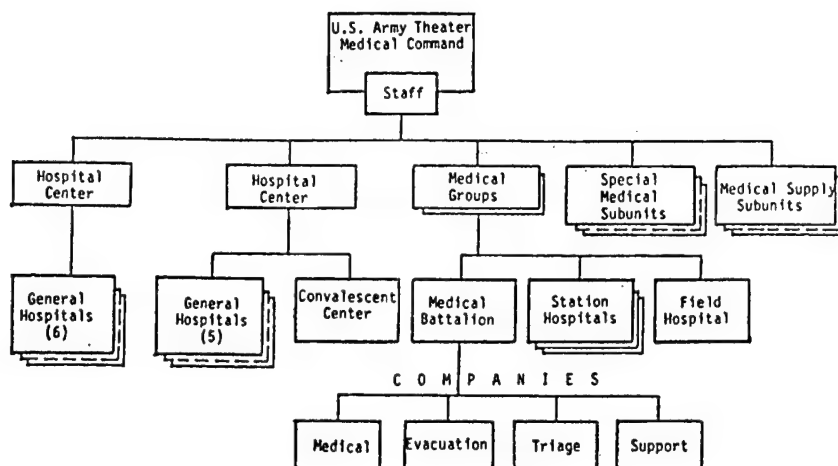 U.S. Army Theater
Medical Command
Staff
Hospital
Center
Hospital
Center
Medical
Groups
Special
Medical
Subunits
Medical Supply
Subunits
General
Hospitals
(6)
General
Hospitals
(5)
Convalescent
Center
Medical
Battalion
Station
Hospitals
Field
Hospital
C O M P A N I E S
Medical
Evacuation
Triage
Support